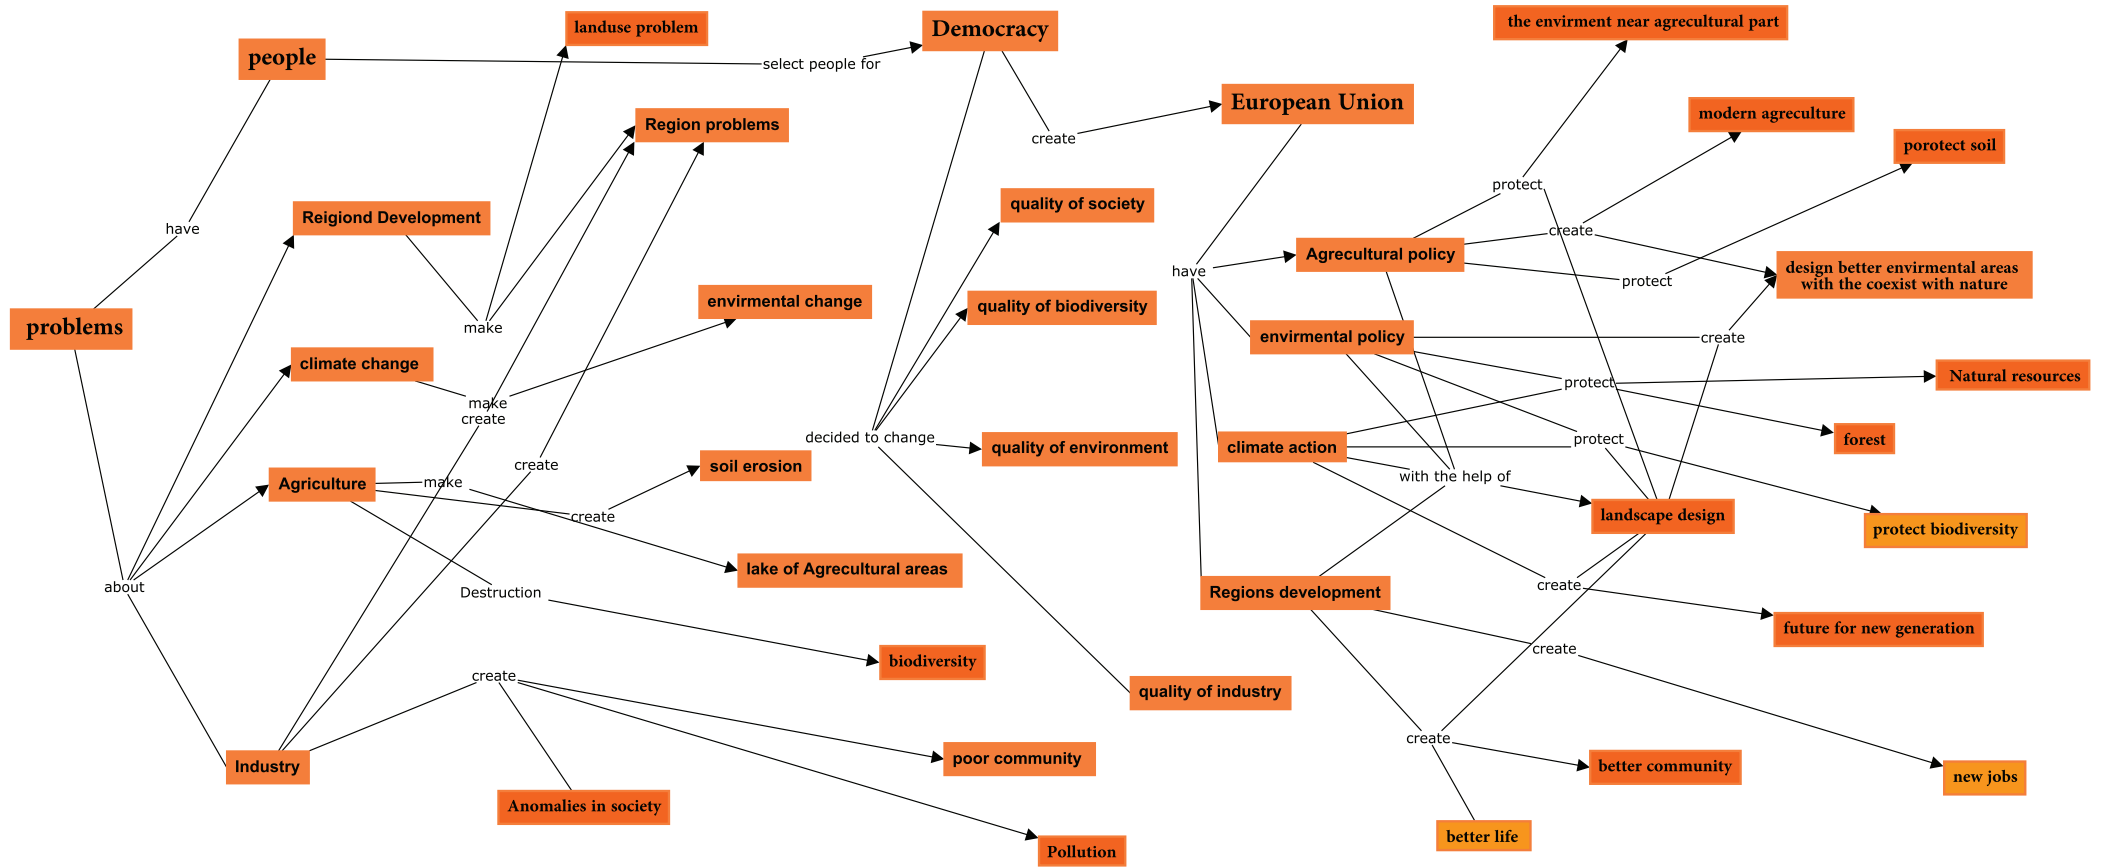 the envirment near agrecultural part
landuse problem
Democracy
people
select people for
European Union
modern agreculture
Region problems
create
porotect soil
protect
quality of society
Reigiond Development
have
create
Agrecultural policy
design better envirmental areas
with the coexist with nature
have
protect
envirmental change
quality of biodiversity
problems
make
envirmental policy
create
climate change
Natural resources
protect
make
create
decided to change
protect
forest
climate action
quality of environment
create
soil erosion
with the help of
Agriculture
make
create
landscape design
protect biodiversity
lake of Agrecultural areas
about
create
Destruction
Regions development
future for new generation
create
biodiversity
create
quality of industry
create
poor community
Industry
better community
new jobs
Anomalies in society
better life
Pollution